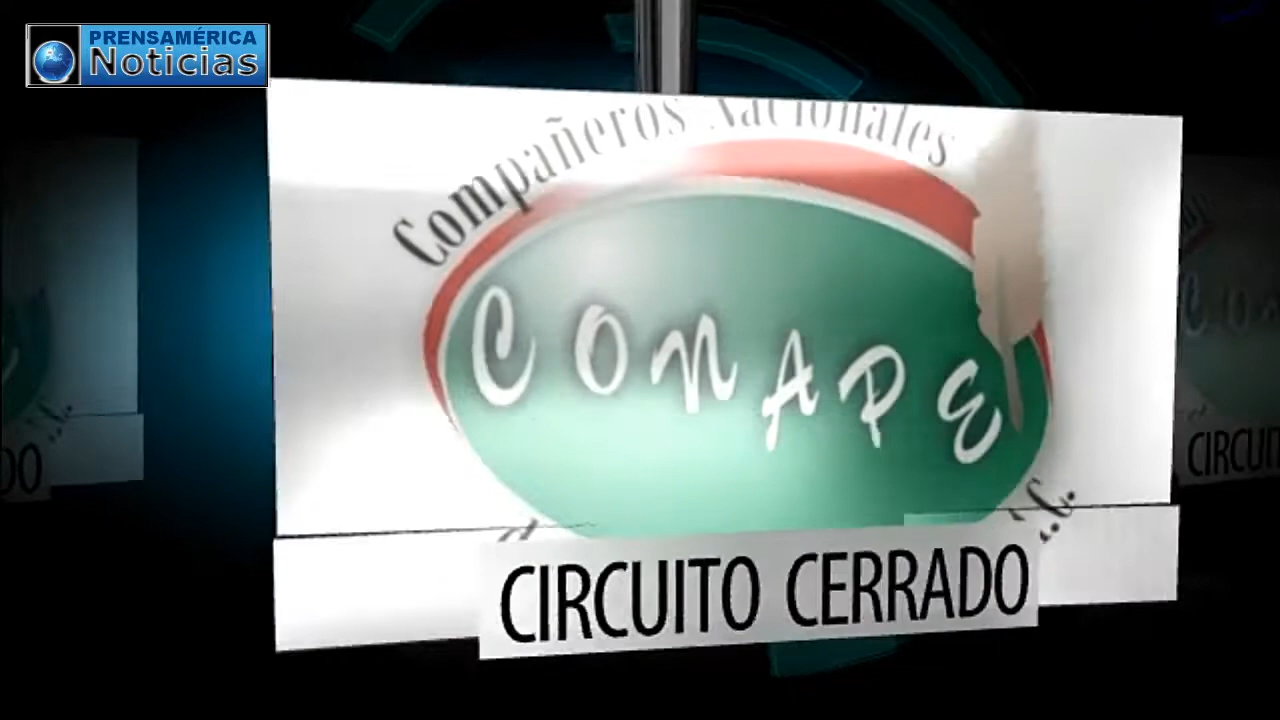 PRENSAMÉRICA
Noticias
Compañeros Nacionales
CONAPE
CIRCUITO CERRADO